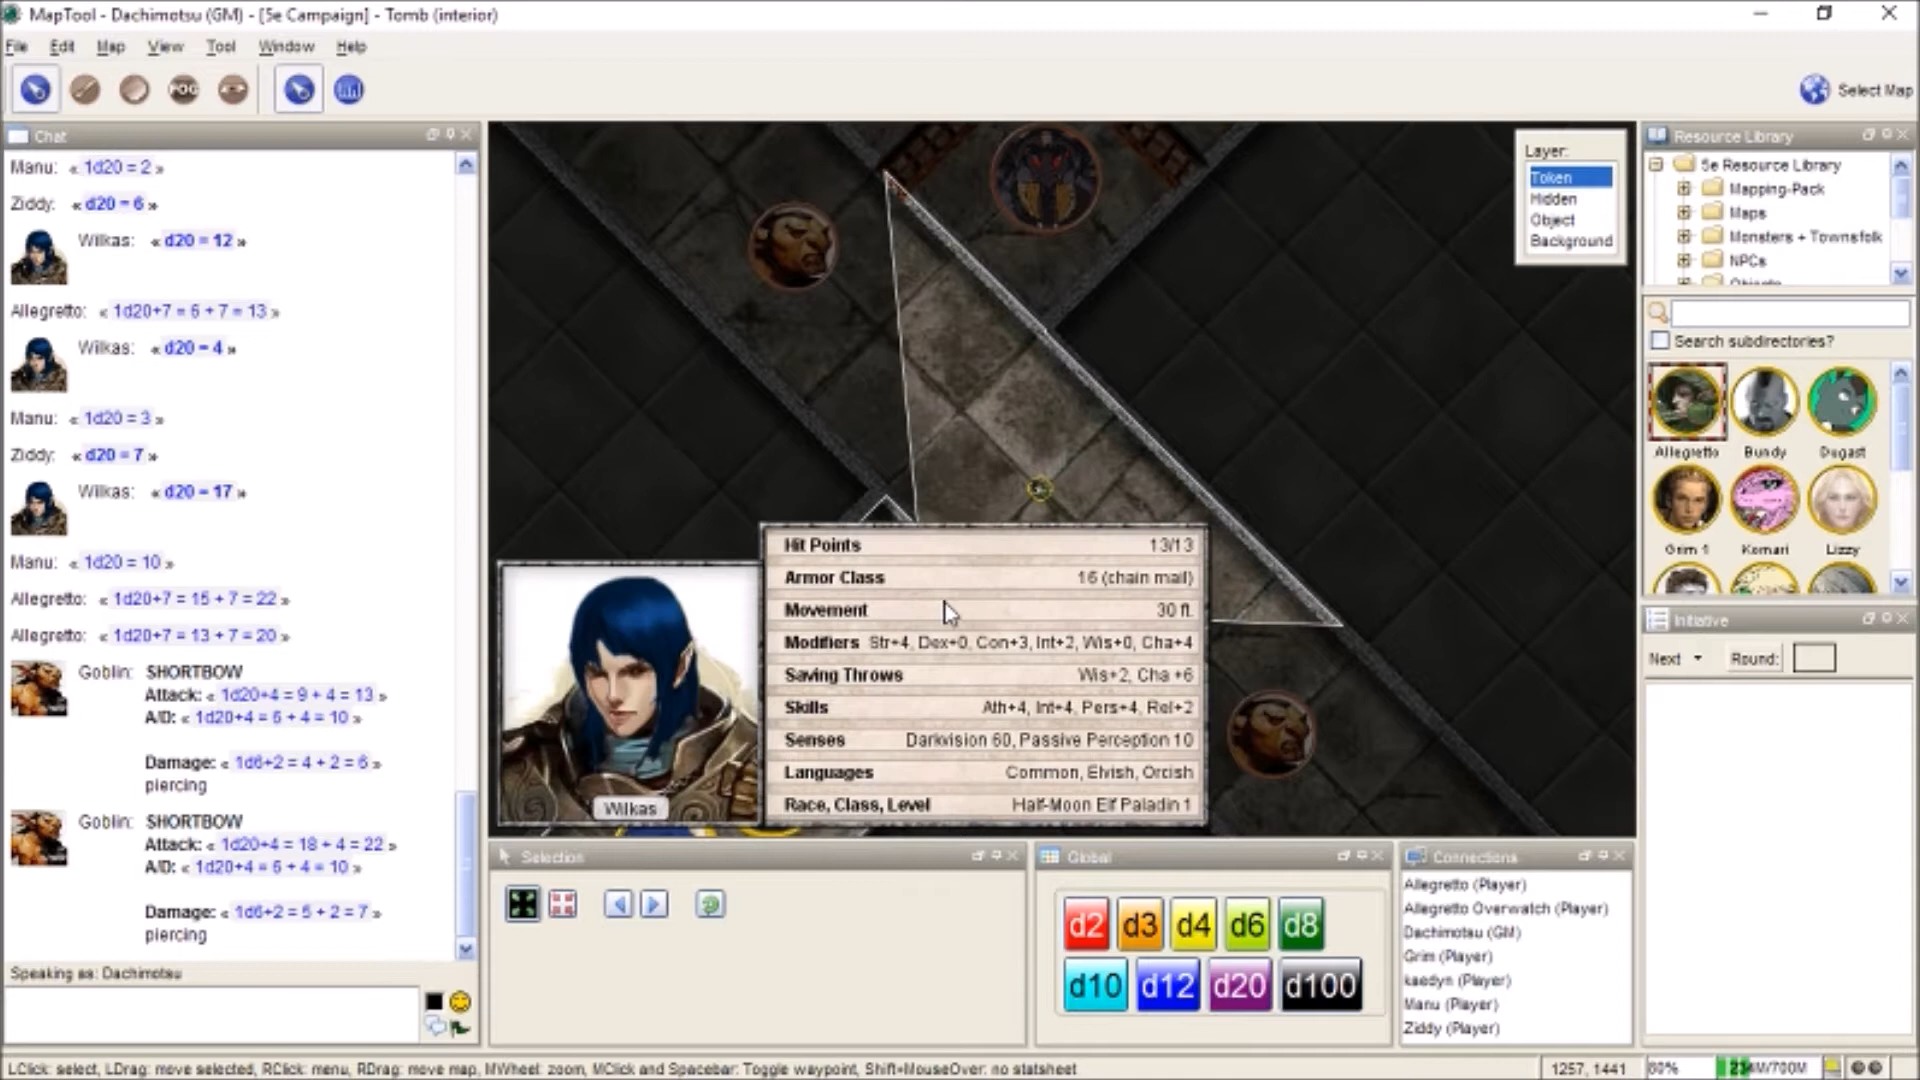 MapTool - Dachimotsu (GM) - [5e Campaign] - Tomb (interior)
File Edit Map View Tool Window Help
FOG
Select Map
Chat
Manu: « 1d20 = 2 »
Ziddy: « d20 = 6 »
Wilkas: « d20 = 12 »
Allegretto: « 1d20+7 = 6 + 7 = 13 »
Wilkas: « d20 = 4 »
Manu: « 1d20 = 3 »
Ziddy: « d20 = 7 »
Wilkas: « d20 = 17 »
Manu: « 1d20 = 10 »
Allegretto: « 1d20+7 = 15 + 7 = 22 »
Allegretto: « 1d20+7 = 13 + 7 = 20 »
Goblin: SHORTBOW
Attack: « 1d20+4 = 9 + 4 = 13 »
A/D: « 1d20+4 = 6 + 4 = 10 »
Damage: « 1d6+2 = 4 + 2 = 6 »
piercing
Goblin: SHORTBOW
Attack: « 1d20+4 = 18 + 4 = 22 »
A/D: « 1d20+4 = 6 + 4 = 10 »
Damage: « 1d6+2 = 5 + 2 = 7 »
piercing
Speaking as: Dachimotsu
Layer:
Token
Hidden
Object
Background
Hit Points 13/13
Armor Class 16 (chain mail)
Movement 30 ft.
Modifiers Str+4, Dex+0, Con+3, Int+2, Wis+0, Cha+4
Saving Throws Wis+2, Cha +6
Skills Ath+4, Int+4, Pers+4, Rel+2
Senses Darkvision 60, Passive Perception 10
Languages Common, Elvish, Orcish
Race, Class, Level Half-Moon Elf Paladin 1
Wilkas
Selection
Global
d2 d3 d4 d6 d8
d10 d12 d20 d100
Connections
Allegretto (Player)
Allegretto Overwatch (Player)
Dachimotsu (GM)
Grim (Player)
kaedyn (Player)
Manu (Player)
Ziddy (Player)
Resource Library
5e Resource Library
Mapping-Pack
Maps
Monsters + Townsfolk
NPCs
Objects
Search subdirectories?
Allegretto Bundy Dugast
Grim 1 Komari Lizzy
Initiative
Next Round:
LClick: select, LDrag: move selected, RClick: menu, RDrag: move map, MWheel: zoom, MClick and Spacebar: Toggle waypoint, Shift+MouseOver: no statsheet
1257, 1441 80% M/700M